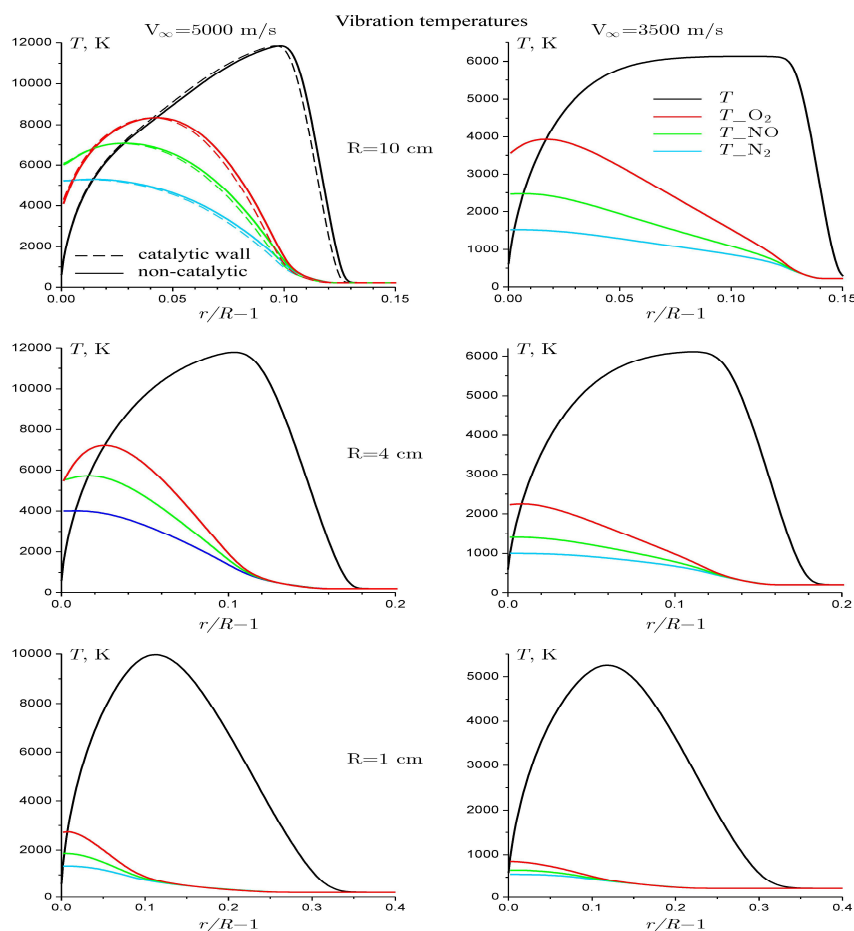 Vibration temperatures
V∞=5000 m/s
V∞=3500 m/s
T, K
12000
10000
8000
6000
4000
2000
0
0.00
0.05
0.10
0.15
r/R−1
catalytic wall
non-catalytic
R=10 cm
T, K
7000
6000
5000
4000
3000
2000
1000
0
0.00
0.05
0.10
0.15
r/R−1
T
T_O₂
T_NO
T_N₂
T, K
12000
10000
8000
6000
4000
2000
0
0.0
0.1
0.2
r/R−1
R=4 cm
T, K
6000
5000
4000
3000
2000
1000
0
0.0
0.1
0.2
r/R−1
T, K
10000
8000
6000
4000
2000
0
0.0
0.1
0.2
0.3
0.4
r/R−1
R=1 cm
T, K
5000
4000
3000
2000
1000
0
0.0
0.1
0.2
0.3
0.4
r/R−1